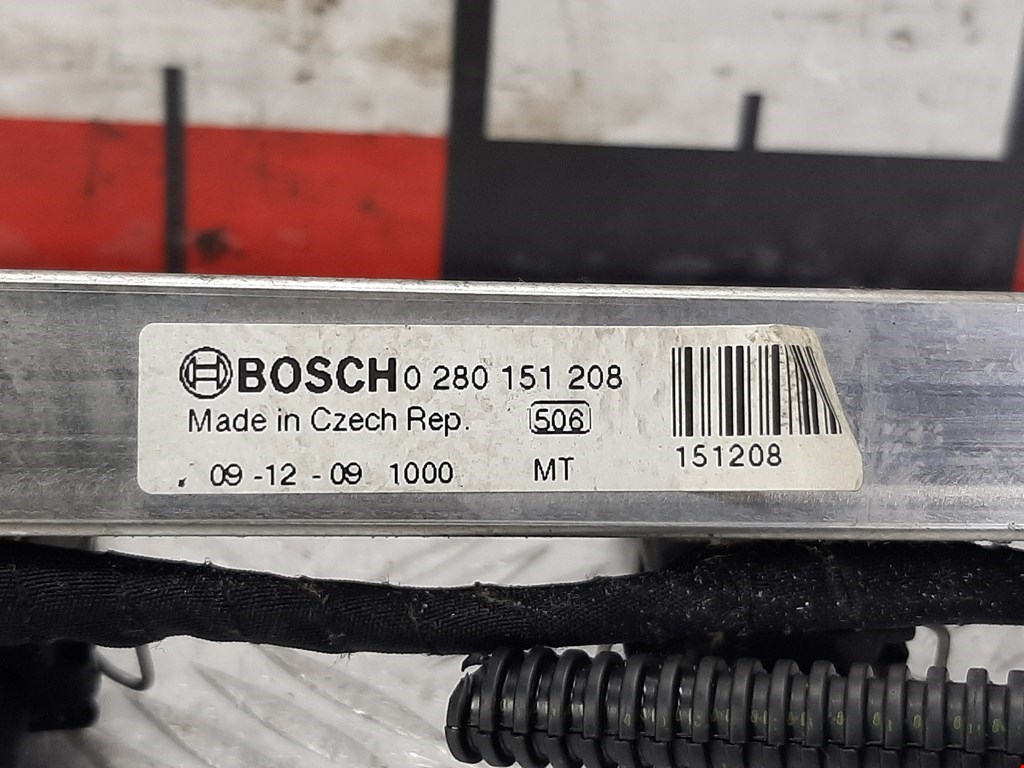 BOSCH 0 280 151 208
Made in Czech Rep. 506
09 -12 - 09 1000 MT
151208